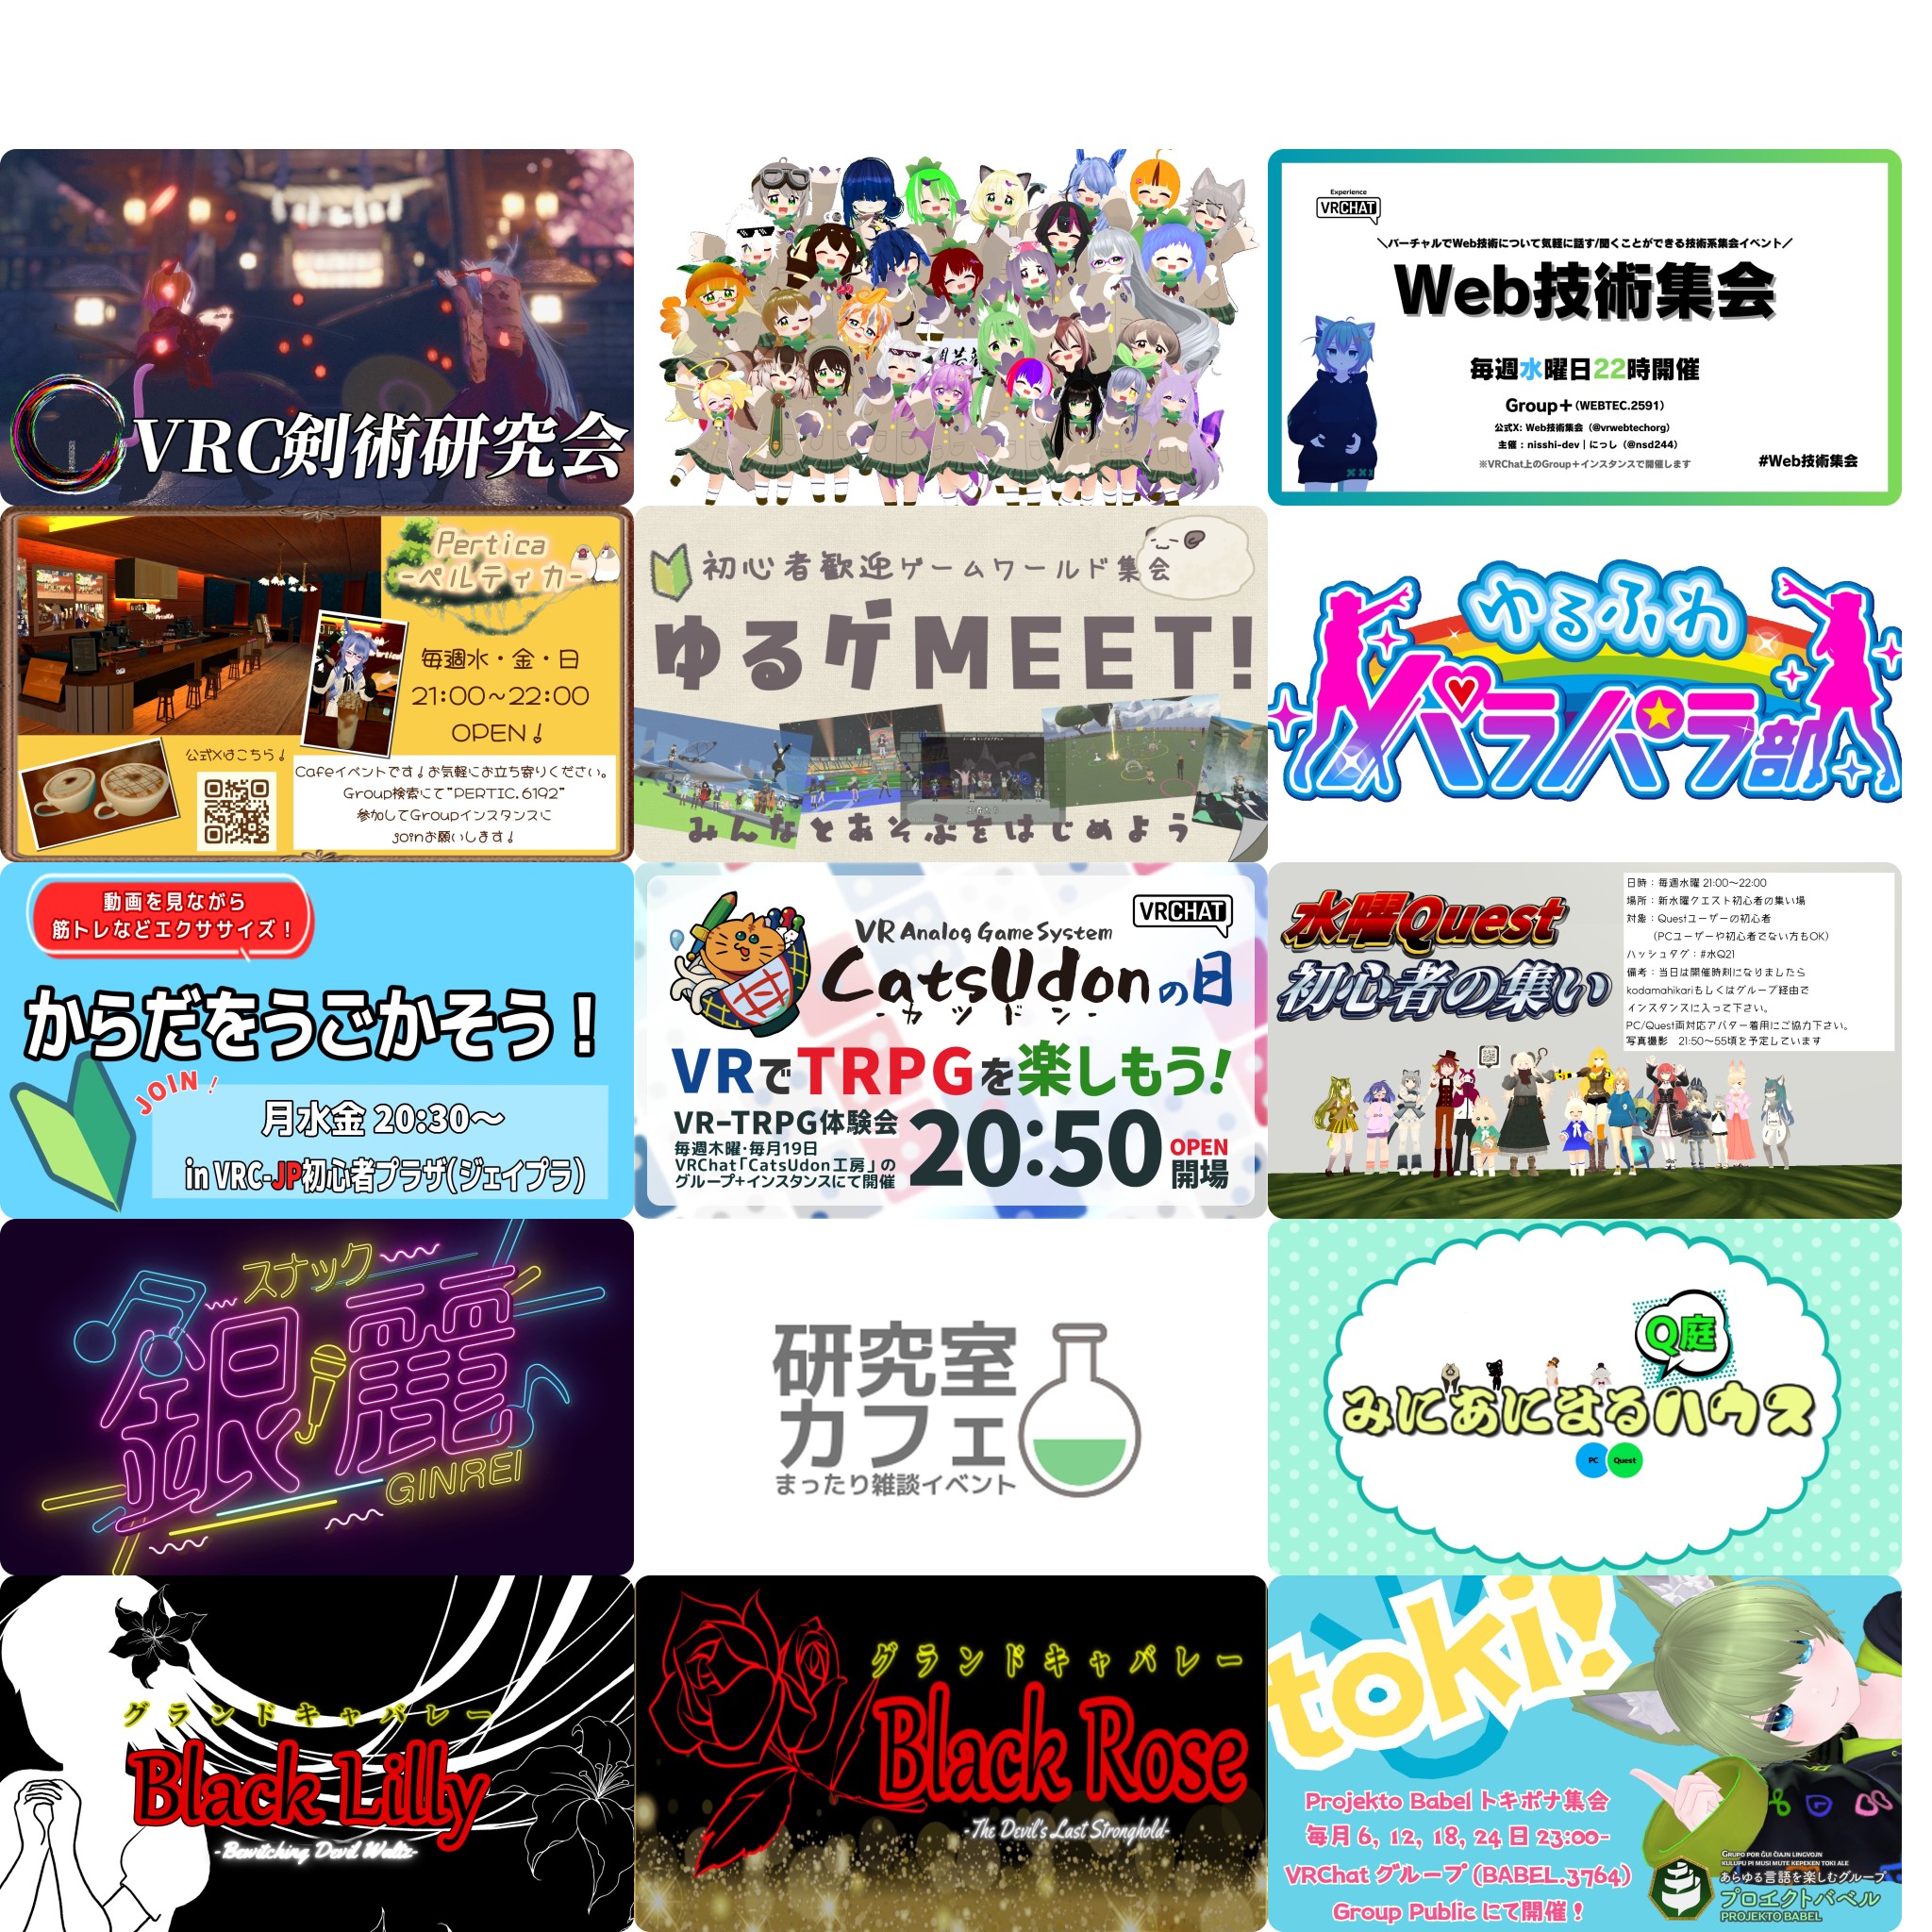 VRC剣術研究会
Experience
VRCHAT
＼バーチャルでWeb技術について気軽に話す/聞くことができる技術系集会イベント／
Web技術集会
毎週水曜日22時開催
Group＋(WEBTEC.2591)
公式X: Web技術集会（@vrwebtechorg）
主催：nisshi-dev｜にっし（@nsd244）
※VRChat上のGroup+インスタンスで開催します
#Web技術集会
Pertica
-ペルティカ-
毎週水・金・日
21:00～22:00
OPEN！
公式Xはこちら！
Cafeイベントです！お気軽にお立ち寄りください。
Group検索にて"PERTIC.6192"
参加してGroupインスタンスに
joinお願いします！
初心者歓迎ゲームワールド集会
ゆるゲMEET!
みんなとあそぶをはじめよう
ゆるふわ
パラパラ部
動画を見ながら
筋トレなどエクササイズ！
からだをうごかそう！
JOIN！
月水金 20:30～
in VRC-JP初心者プラザ(ジェイプラ)
VRCHAT
VR Analog Game System
CatsUdonの日
-カツドン-
VRでTRPGを楽しもう!
VR-TRPG体験会
毎週木曜・毎月19日
VRChat「CatsUdon工房」の
グループ+インスタンスにて開催
20:50
OPEN
開場
水曜Quest
初心者の集い
日時：毎週水曜 21:00～22:00
場所：新水曜クエスト初心者の集い場
対象：Questユーザーの初心者
（PCユーザーや初心者でない方もOK）
ハッシュタグ：#水Q21
備考：当日は開催時刻になりましたら
kodamahikariもしくはグループ経由で
インスタンスに入って下さい。
PC/Quest両対応アバター着用にご協力下さい。
写真撮影　21:50～55頃を予定しています
スナック
銀麗
GINREI
研究室
カフェ
まったり雑談イベント
Q庭
みにあにまるハウス
PC
Quest
グランドキャバレー
Black Lilly
-Bewitching Devil Waltz-
グランドキャバレー
Black Rose
-The Devil's Last Stronghold-
toki!
Projekto Babel トキポナ集会
毎月 6, 12, 18, 24 日 23:00-
VRChat グループ (BABEL.3764)
Group Public にて開催！
GRUPO POR ĜUI ĈIAJN LINGVOJN
KULUPU PI MUSI MUTE KEPEKEN TOKI ALE
あらゆる言語を楽しむグループ
プロエクトバベル
PROJEKTO BABEL